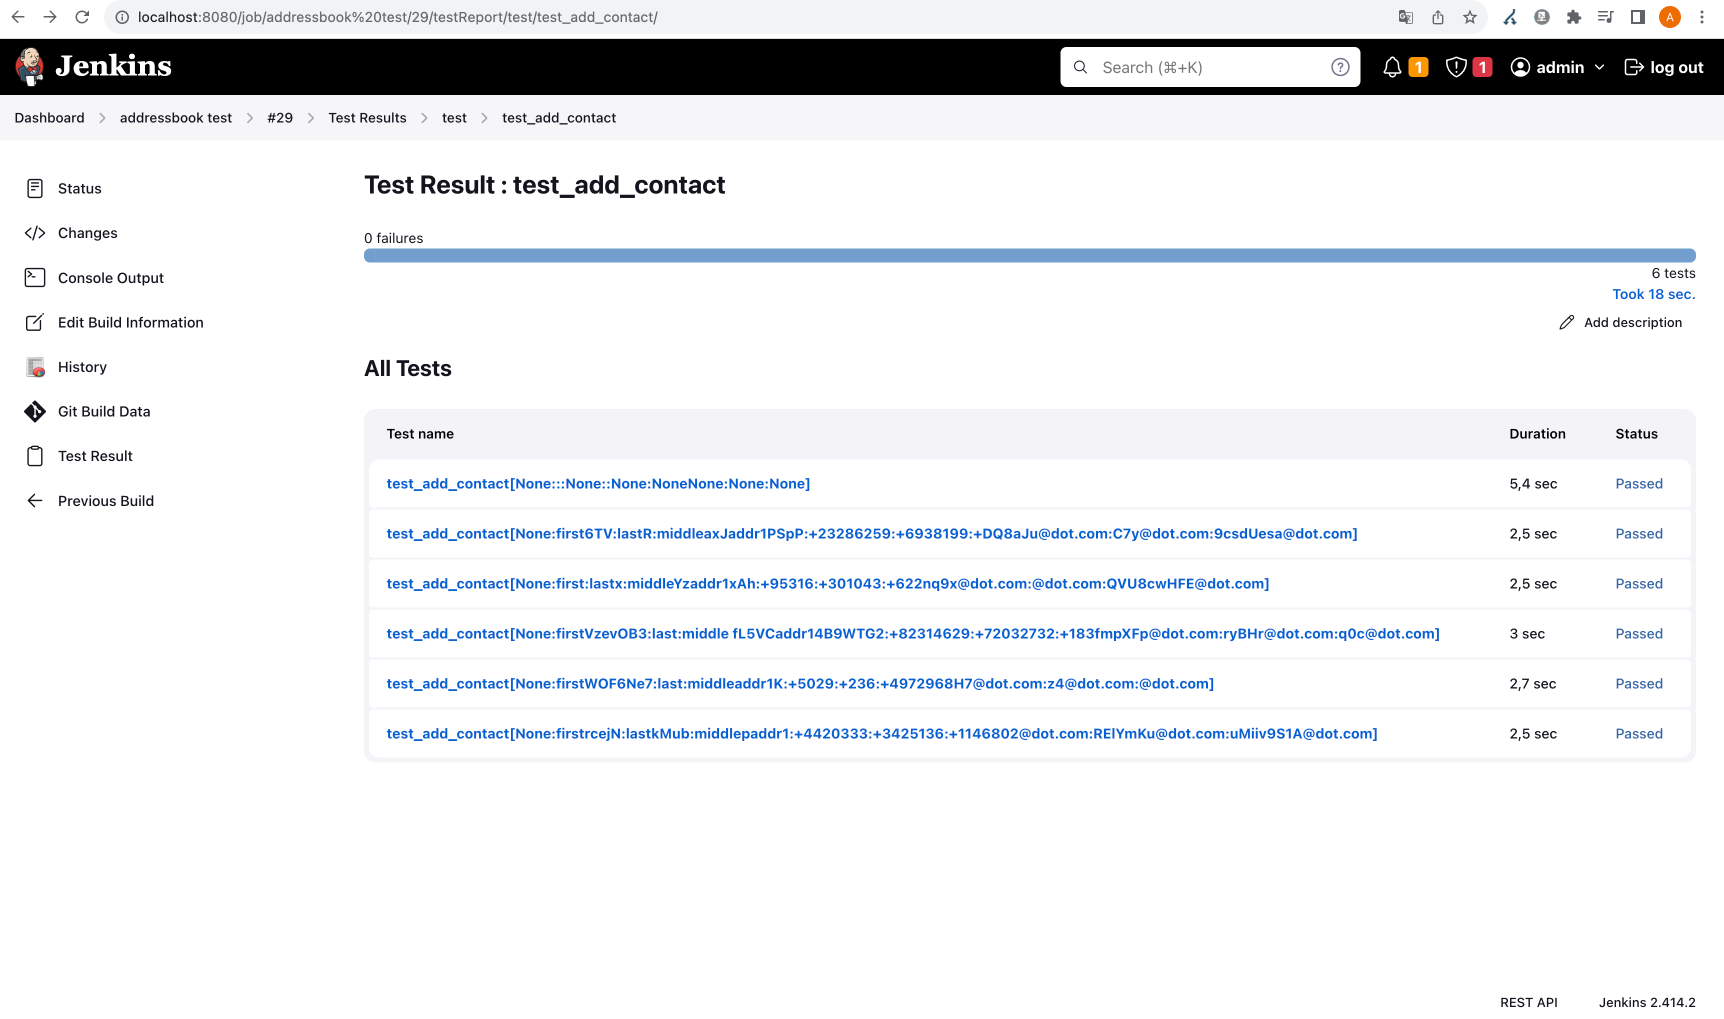 localhost:8080/job/addressbook%20test/29/testReport/test/test_add_contact/
A
Jenkins
Search (⌘+K)
1
1
admin
log out
Dashboard
addressbook test
#29
Test Results
test
test_add_contact
Status
Changes
Console Output
Edit Build Information
History
Git Build Data
Test Result
Previous Build
Test Result : test_add_contact
0 failures
6 tests
Took 18 sec.
Add description
All Tests
Test name Duration Status
test_add_contact[None:::None::None:NoneNone:None:None] 5,4 sec Passed
test_add_contact[None:first6TV:lastR:middleaxJaddr1PSpP:+23286259:+6938199:+DQ8aJu@dot.com:C7y@dot.com:9csdUesa@dot.com] 2,5 sec Passed
test_add_contact[None:first:lastx:middleYzaddr1xAh:+95316:+301043:+622nq9x@dot.com:@dot.com:QVU8cwHFE@dot.com] 2,5 sec Passed
test_add_contact[None:firstVzevOB3:last:middle fL5VCaddr14B9WTG2:+82314629:+72032732:+183fmpXFp@dot.com:ryBHr@dot.com:q0c@dot.com] 3 sec Passed
test_add_contact[None:firstWOF6Ne7:last:middleaddr1K:+5029:+236:+4972968H7@dot.com:z4@dot.com:@dot.com] 2,7 sec Passed
test_add_contact[None:firstrcejN:lastkMub:middlepaddr1:+4420333:+3425136:+1146802@dot.com:REIYmKu@dot.com:uMiiv9S1A@dot.com] 2,5 sec Passed
REST API
Jenkins 2.414.2